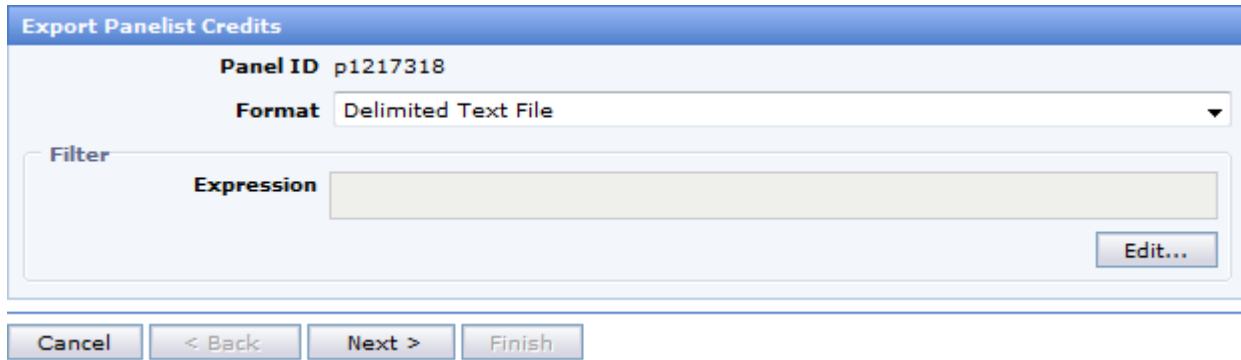 Export Panelist Credits
Panel ID p1217318
Format Delimited Text File
Filter
Expression
Edit...
Cancel < Back Next > Finish